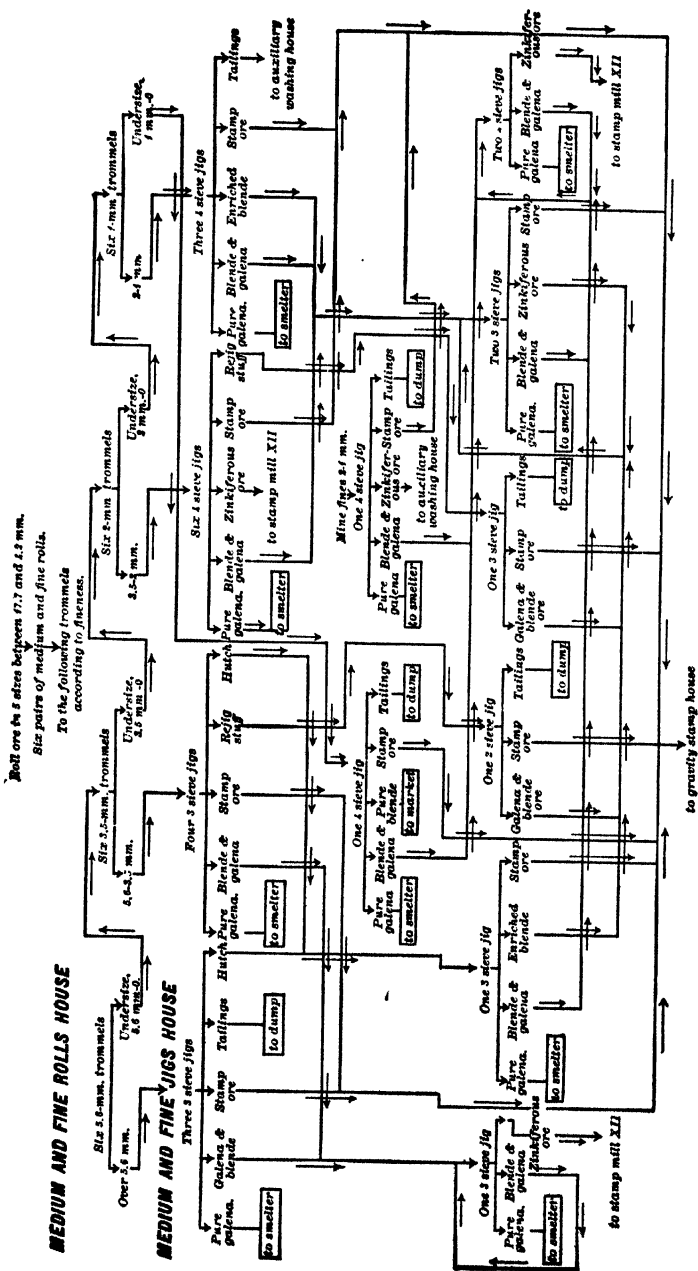 Roll ore in 5 sizes between 17.7 and 2.2 mm.
Six pairs of medium and fine rolls.
To the following trommels
according to fineness.
MEDIUM AND FINE ROLLS HOUSE
Six 5.6-mm. trommels
Over 5.6 mm.
Undersize,
5.6 mm.-0.
Six 3.5-mm. trommels
5.6-3.5 mm.
Undersize,
3.5 mm.-0
Six 2-mm. trommels
3.5-2 mm.
Undersize,
2 mm.-0
Six 1-mm. trommels
2-1 mm.
Undersize,
1 mm.-0
MEDIUM AND FINE JIGS HOUSE
Three 3 sieve jigs
Pure
galena.
to smelter
Galena &
blende
Stamp
ore
Tailings
to dump
Hutch
Four 3 sieve jigs
Pure
galena.
to smelter
Blende &
galena
Stamp
ore
Rejig
stuff
Hutch
Six 4 sieve jigs
Pure
galena.
to smelter
Blende &
galena
Zinkiferous
ore
to stamp mill XII
Stamp
ore
Rejig
stuff
Three 4 sieve jigs
Pure
galena.
to smelter
Blende &
galena
Enriched
blende
Stamp
ore
Tailings
to auxiliary
washing house
One 4 sieve jig
Pure
galena
to smelter
Blende &
galena
Pure
blende
to market
Stamp
ore
Tailings
to dump
Mine fines 2-1 mm.
One 4 sieve jig
Pure
galena
to smelter
Blende &
galena
Zinkifer-
ous ore
to auxiliary
washing house
Stamp
ore
Tailings
to dump
One 3 sieve jig
Pure
galena.
to smelter
Blende &
galena
Zinkiferous
ore
to stamp mill XII
One 3 sieve jig
Pure
galena.
to smelter
Blende &
galena
Enriched
blende
Stamp
ore
One 2 sieve jig
Galena &
blende
ore
Stamp
ore
Tailings
to dump
One 3 sieve jig
Galena &
blende
ore
Stamp
ore
Tailings
to dump
Two 3 sieve jigs
Pure
galena.
to smelter
Blende &
galena
Zinkiferous
ore
Stamp
ore
Two 4 sieve jigs
Pure
galena
to smelter
Blende &
galena
Zinkifer-
ous ore
to stamp mill XII
to gravity stamp house